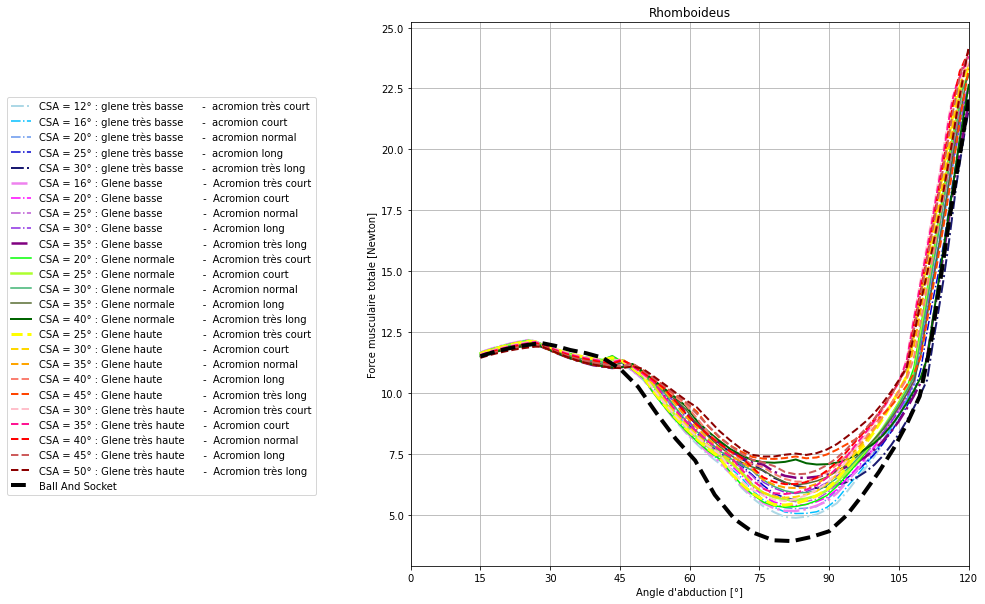 Rhomboideus
25.0
22.5
20.0
17.5
15.0
12.5
10.0
7.5
5.0
Force musculaire totale [Newton]
0 15 30 45 60 75 90 105 120
Angle d'abduction [°]
CSA = 12° : glene très basse - acromion très court
CSA = 16° : glene très basse - acromion court
CSA = 20° : glene très basse - acromion normal
CSA = 25° : glene très basse - acromion long
CSA = 30° : glene très basse - acromion très long
CSA = 16° : Glene basse - Acromion très court
CSA = 20° : Glene basse - Acromion court
CSA = 25° : Glene basse - Acromion normal
CSA = 30° : Glene basse - Acromion long
CSA = 35° : Glene basse - Acromion très long
CSA = 20° : Glene normale - Acromion très court
CSA = 25° : Glene normale - Acromion court
CSA = 30° : Glene normale - Acromion normal
CSA = 35° : Glene normale - Acromion long
CSA = 40° : Glene normale - Acromion très long
CSA = 25° : Glene haute - Acromion très court
CSA = 30° : Glene haute - Acromion court
CSA = 35° : Glene haute - Acromion normal
CSA = 40° : Glene haute - Acromion long
CSA = 45° : Glene haute - Acromion très long
CSA = 30° : Glene très haute - Acromion très court
CSA = 35° : Glene très haute - Acromion court
CSA = 40° : Glene très haute - Acromion normal
CSA = 45° : Glene très haute - Acromion long
CSA = 50° : Glene très haute - Acromion très long
Ball And Socket